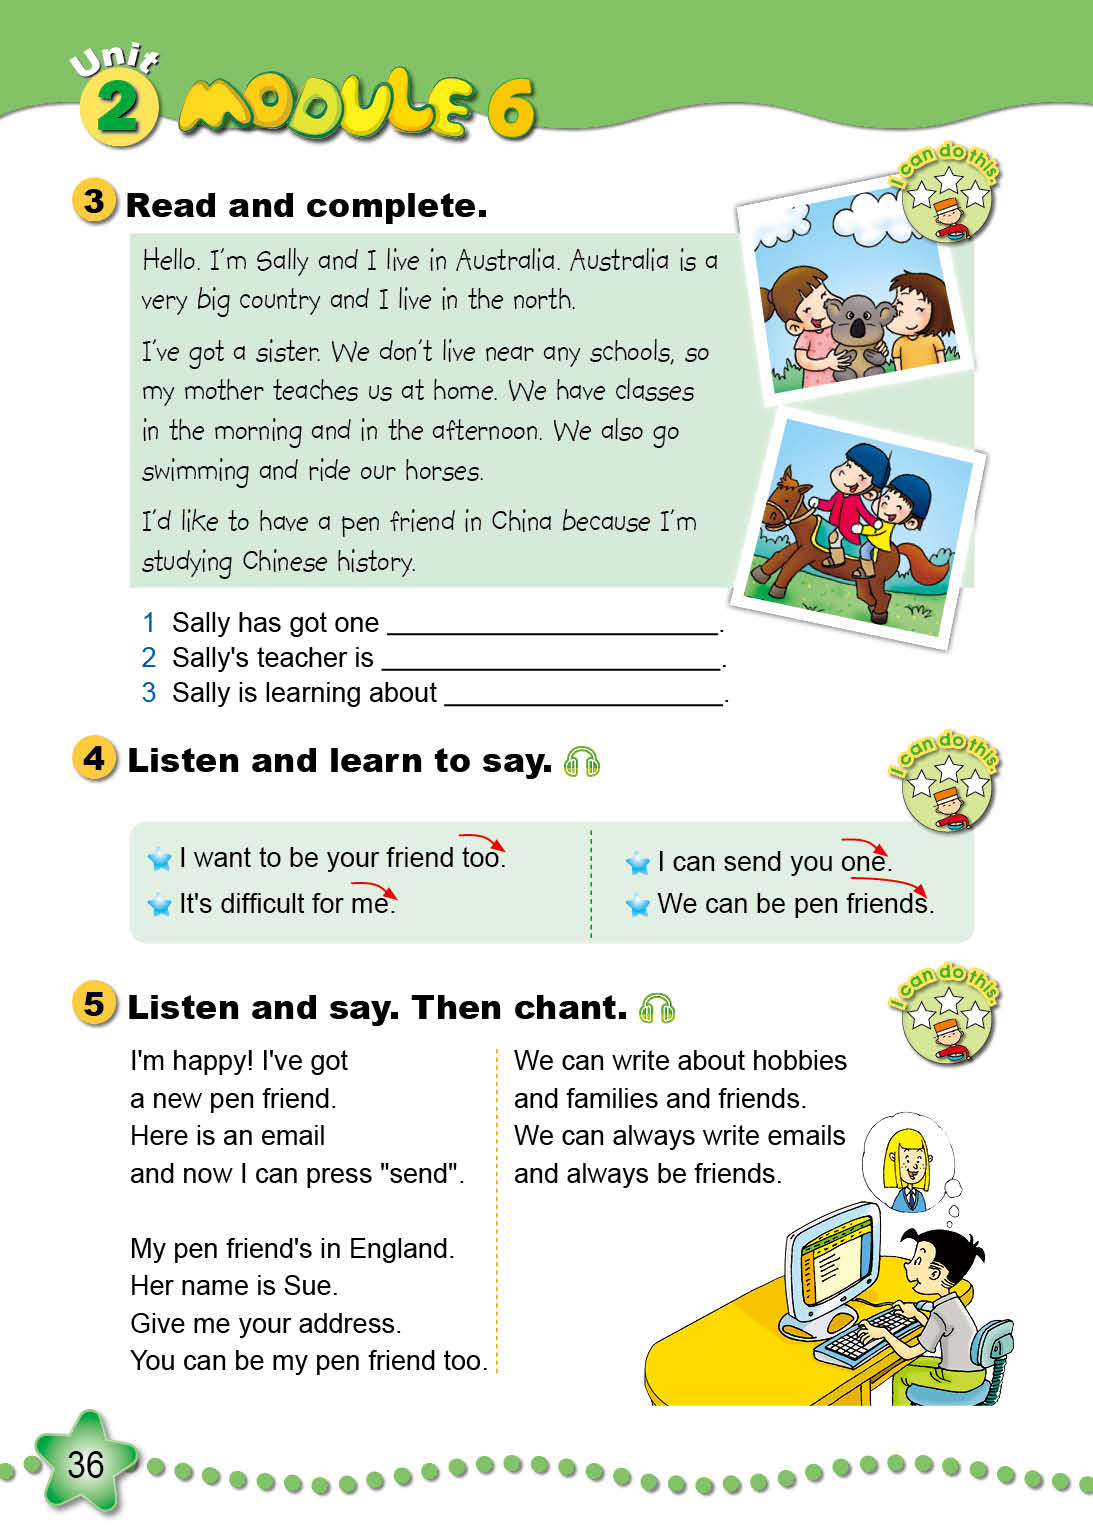 Unit
2 MODULE 6
I can do this.
3 Read and complete.
Hello. I'm Sally and I live in Australia. Australia is a
very big country and I live in the north.
I've got a sister. We don't live near any schools, so
my mother teaches us at home. We have classes
in the morning and in the afternoon. We also go
swimming and ride our horses.
I'd like to have a pen friend in China because I'm
studying Chinese history.
1 Sally has got one ______________________.
2 Sally's teacher is ______________________.
3 Sally is learning about __________________.
4 Listen and learn to say.
I can do this.
I want to be your friend too.
It's difficult for me.
I can send you one.
We can be pen friends.
5 Listen and say. Then chant.
I can do this.
I'm happy! I've got
a new pen friend.
Here is an email
and now I can press "send".
My pen friend's in England.
Her name is Sue.
Give me your address.
You can be my pen friend too.
We can write about hobbies
and families and friends.
We can always write emails
and always be friends.
36